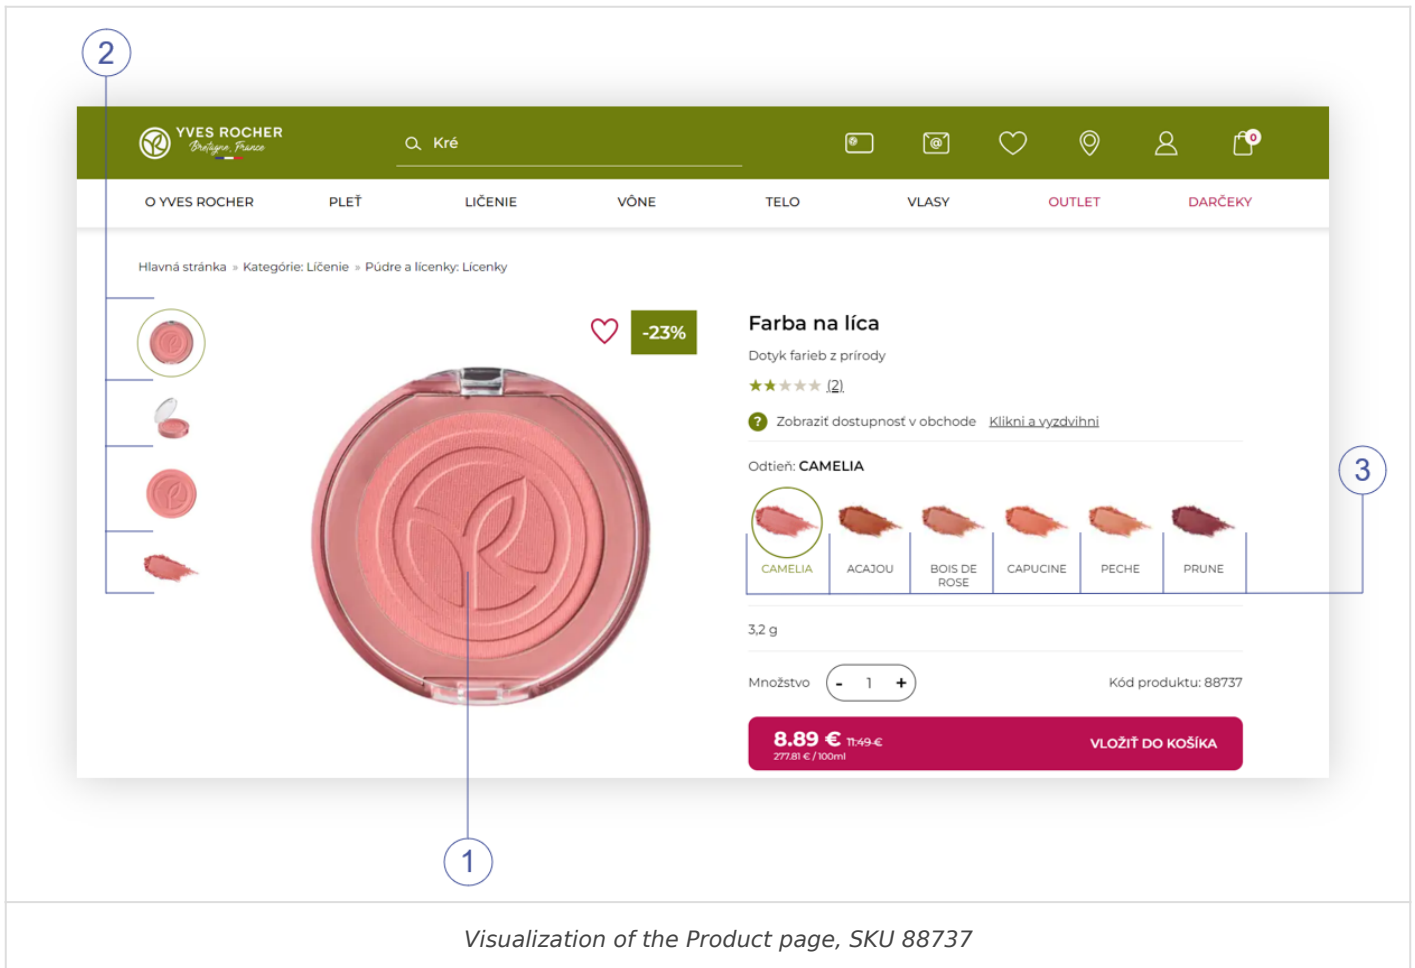 2
YVES ROCHER
Bretagne, France
Kré
0
O YVES ROCHER PLEŤ LIČENIE VÔNE TELO VLASY OUTLET DARČEKY
Hlavná stránka » Kategórie: Líčenie » Púdre a lícenky: Lícenky
-23%
Farba na líca
Dotyk farieb z prírody
(2)
? Zobraziť dostupnosť v obchode Klikni a vyzdvihni
Odtieň: CAMELIA
3
CAMELIA ACAJOU BOIS DE ROSE CAPUCINE PECHE PRUNE
3,2 g
Množstvo - 1 + Kód produktu: 88737
8.89 € 11.49 € VLOŽIŤ DO KOŠÍKA
277.81 € / 100ml
1
Visualization of the Product page, SKU 88737